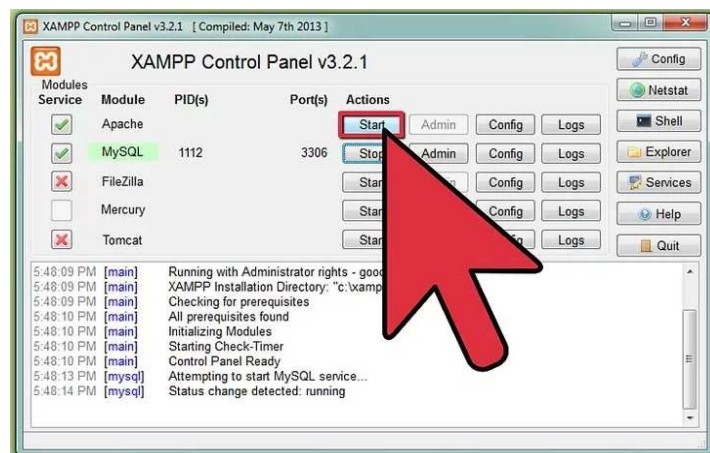 XAMPP Control Panel v3.2.1 [ Compiled: May 7th 2013 ]
XAMPP Control Panel v3.2.1
Config
Modules
Service Module PID(s) Port(s) Actions
Netstat
Apache Start Admin Config Logs
Shell
MySQL 1112 3306 Stop Admin Config Logs
Explorer
FileZilla Config Logs
Services
Mercury Config Logs
Help
Tomcat Logs
Quit
5:48:09 PM [main] Running with Administrator rights -
5:48:09 PM [main] XAMPP Installation Directory:
5:48:09 PM [main] Checking for prerequisites
5:48:10 PM [main] All prerequisites found
5:48:10 PM [main] Initializing Modules
5:48:10 PM [main] Starting Check-Timer
5:48:10 PM [main] Control Panel Ready
5:48:13 PM [mysql] Attempting to start MySQL service...
5:48:14 PM [mysql] Status change detected: running